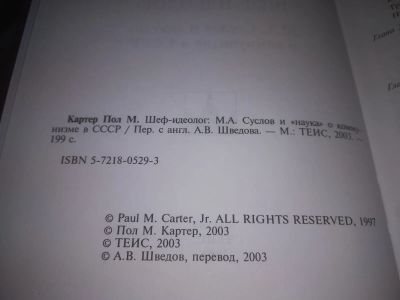 Картер Пол М. Шеф-идеолог: М.А. Суслов и «наука» о комму-
низме в СССР / Пер. с англ. А.В. Шведова. — М.: ТЕИС, 2003. —
199 с.
ISBN 5-7218-0529-3
© Paul M. Carter, Jr. ALL RIGHTS RESERVED, 1997
© Пол М. Картер, 2003
© ТЕИС, 2003
© А.В. Шведов, перевод, 2003